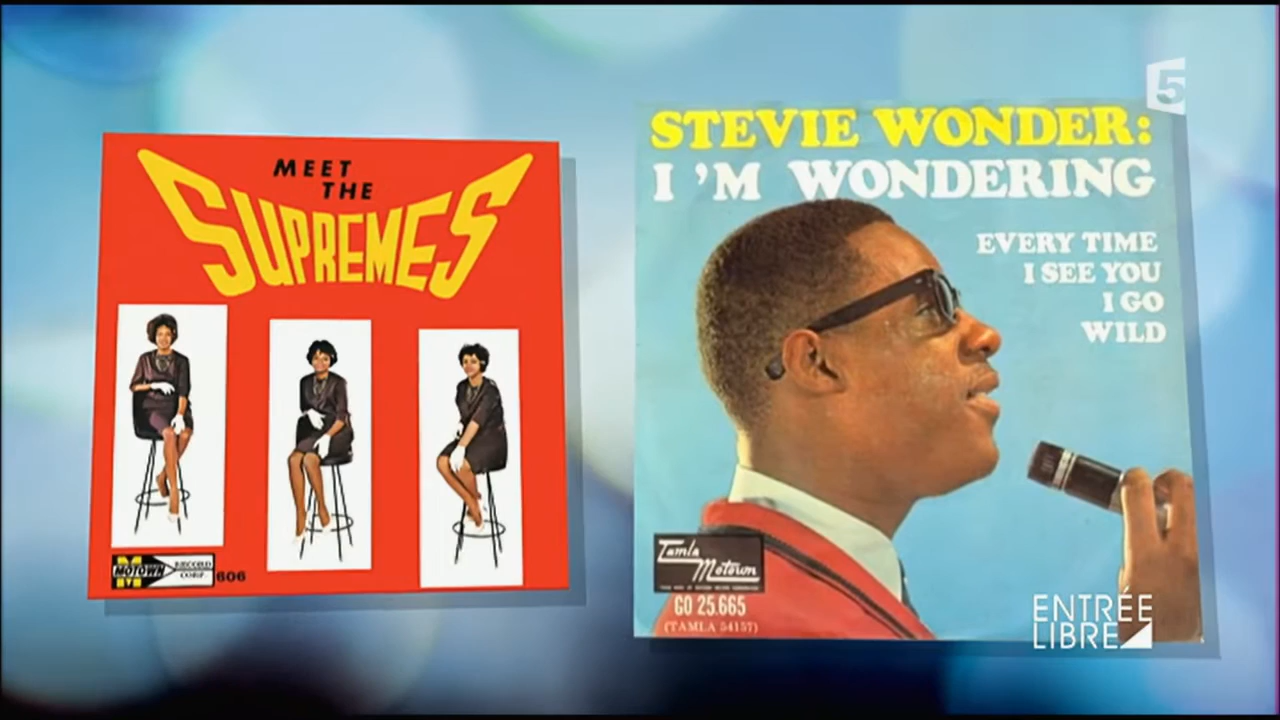 MEET
THE
SUPREMES
MOTOWN
RECORD
CORP.
606
STEVIE WONDER:
I 'M WONDERING
EVERY TIME
I SEE YOU
I GO
WILD
Tamla
Motown
GO 25.665
(TAMLA 54157)
5
ENTRÉE
LIBRE